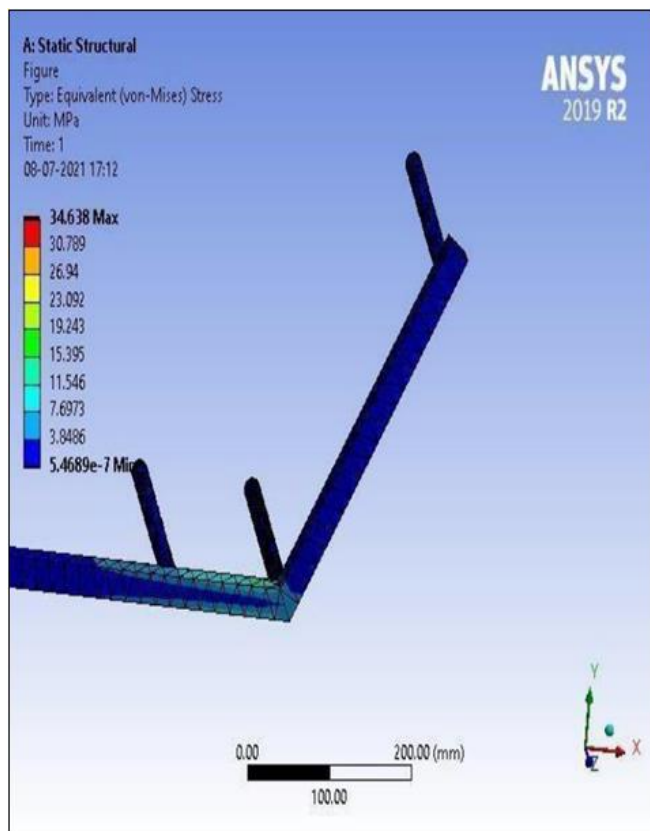 A: Static Structural
Figure
Type: Equivalent (von-Mises) Stress
Unit: MPa
Time: 1
08-07-2021 17:12
ANSYS
2019 R2
34.638 Max
30.789
26.94
23.092
19.243
15.395
11.546
7.6973
3.8486
5.4689e-7 Min
0.00 200.00 (mm)
100.00
Y
X
Z